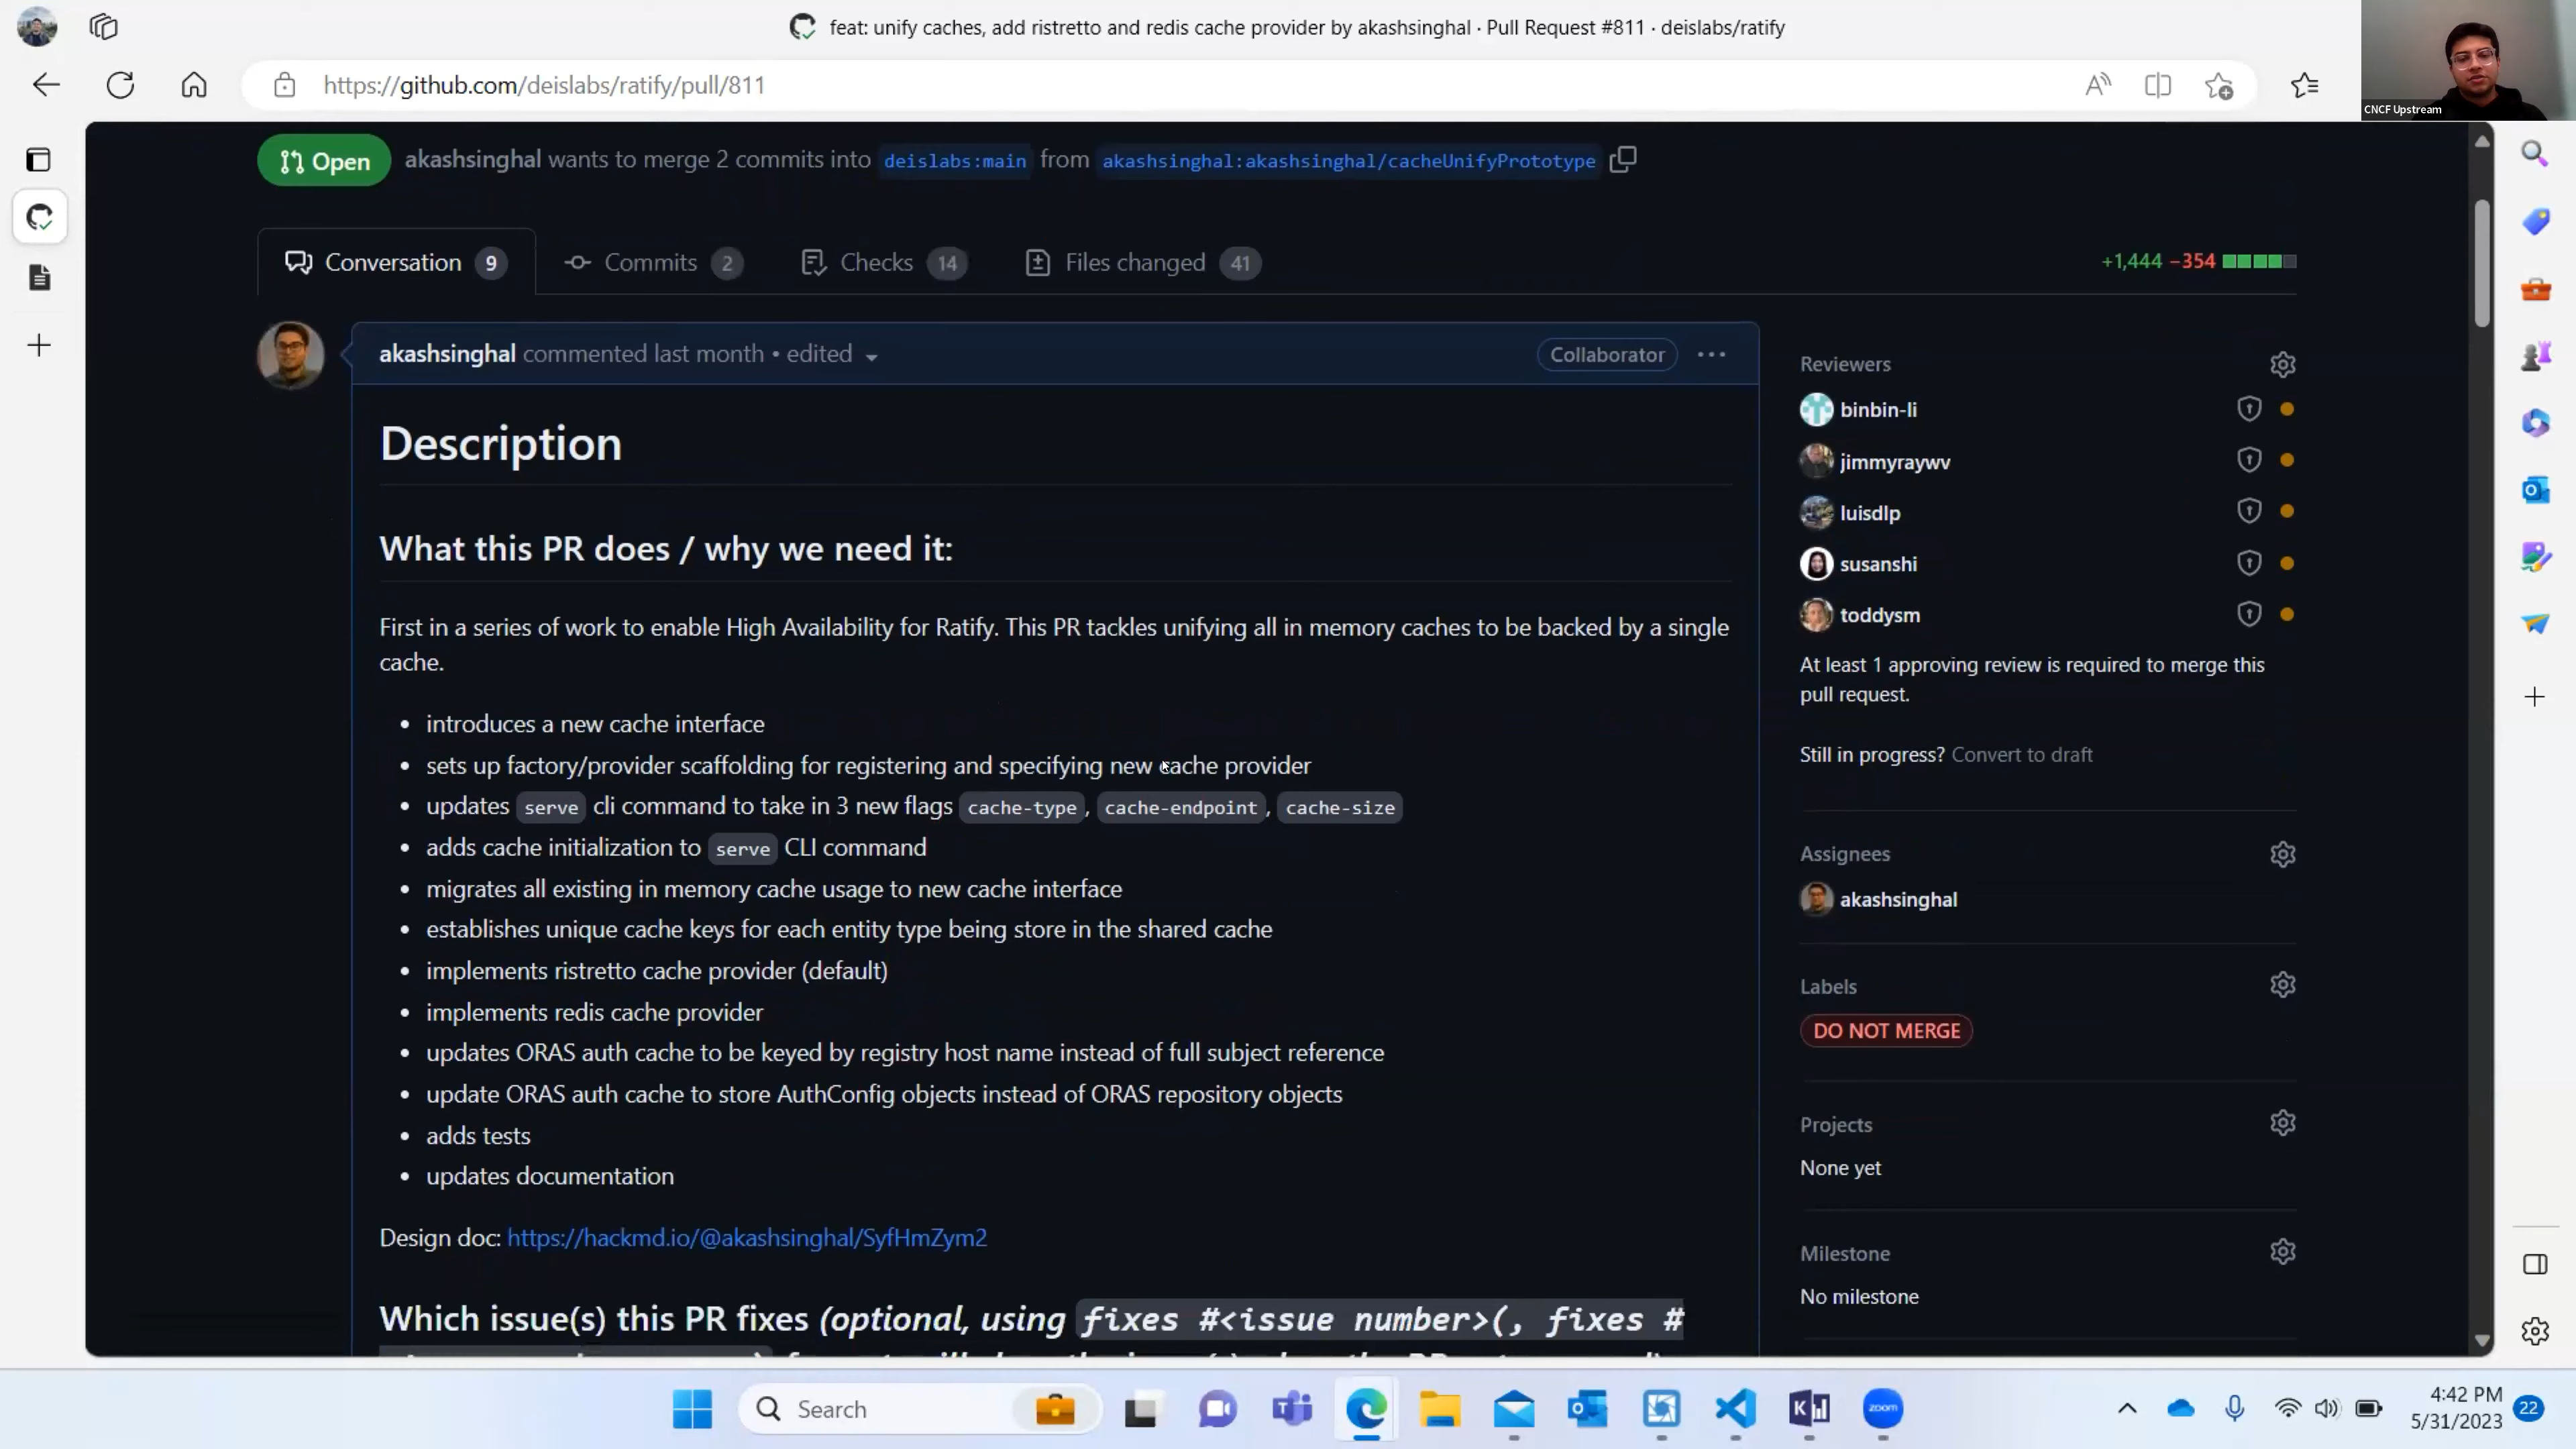 feat: unify caches, add ristretto and redis cache provider by akashsinghal · Pull Request #811 · deislabs/ratify
https://github.com/deislabs/ratify/pull/811
CNCF Upstream
Open akashsinghal wants to merge 2 commits into deislabs:main from akashsinghal:akashsinghal/cacheUnifyPrototype
Conversation 9 Commits 2 Checks 14 Files changed 41 +1,444 −354
akashsinghal commented last month • edited Collaborator
Description
What this PR does / why we need it:
First in a series of work to enable High Availability for Ratify. This PR tackles unifying all in memory caches to be backed by a single
cache.
• introduces a new cache interface
• sets up factory/provider scaffolding for registering and specifying new cache provider
• updates serve cli command to take in 3 new flags cache-type, cache-endpoint, cache-size
• adds cache initialization to serve CLI command
• migrates all existing in memory cache usage to new cache interface
• establishes unique cache keys for each entity type being store in the shared cache
• implements ristretto cache provider (default)
• implements redis cache provider
• updates ORAS auth cache to be keyed by registry host name instead of full subject reference
• update ORAS auth cache to store AuthConfig objects instead of ORAS repository objects
• adds tests
• updates documentation
Design doc: https://hackmd.io/@akashsinghal/SyfHmZym2
Which issue(s) this PR fixes (optional, using fixes #<issue number>(, fixes #
Reviewers
binbin-li
jimmyraywv
luisdlp
susanshi
toddysm
At least 1 approving review is required to merge this
pull request.
Still in progress? Convert to draft
Assignees
akashsinghal
Labels
DO NOT MERGE
Projects
None yet
Milestone
No milestone
Search
zoom
4:42 PM
5/31/2023
22